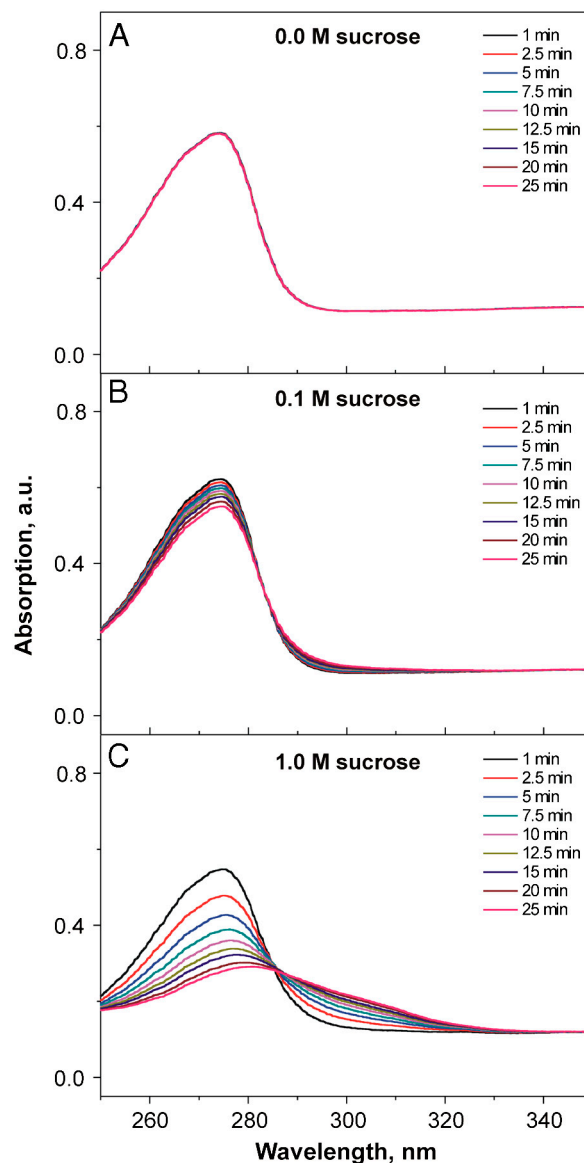 A
0.0 M sucrose
1 min
2.5 min
5 min
7.5 min
10 min
12.5 min
15 min
20 min
25 min
0.8
0.4
0.0
B
0.1 M sucrose
1 min
2.5 min
5 min
7.5 min
10 min
12.5 min
15 min
20 min
25 min
0.8
0.4
0.0
Absorption, a.u.
C
1.0 M sucrose
1 min
2.5 min
5 min
7.5 min
10 min
12.5 min
15 min
20 min
25 min
0.8
0.4
0.0
260 280 300 320 340
Wavelength, nm